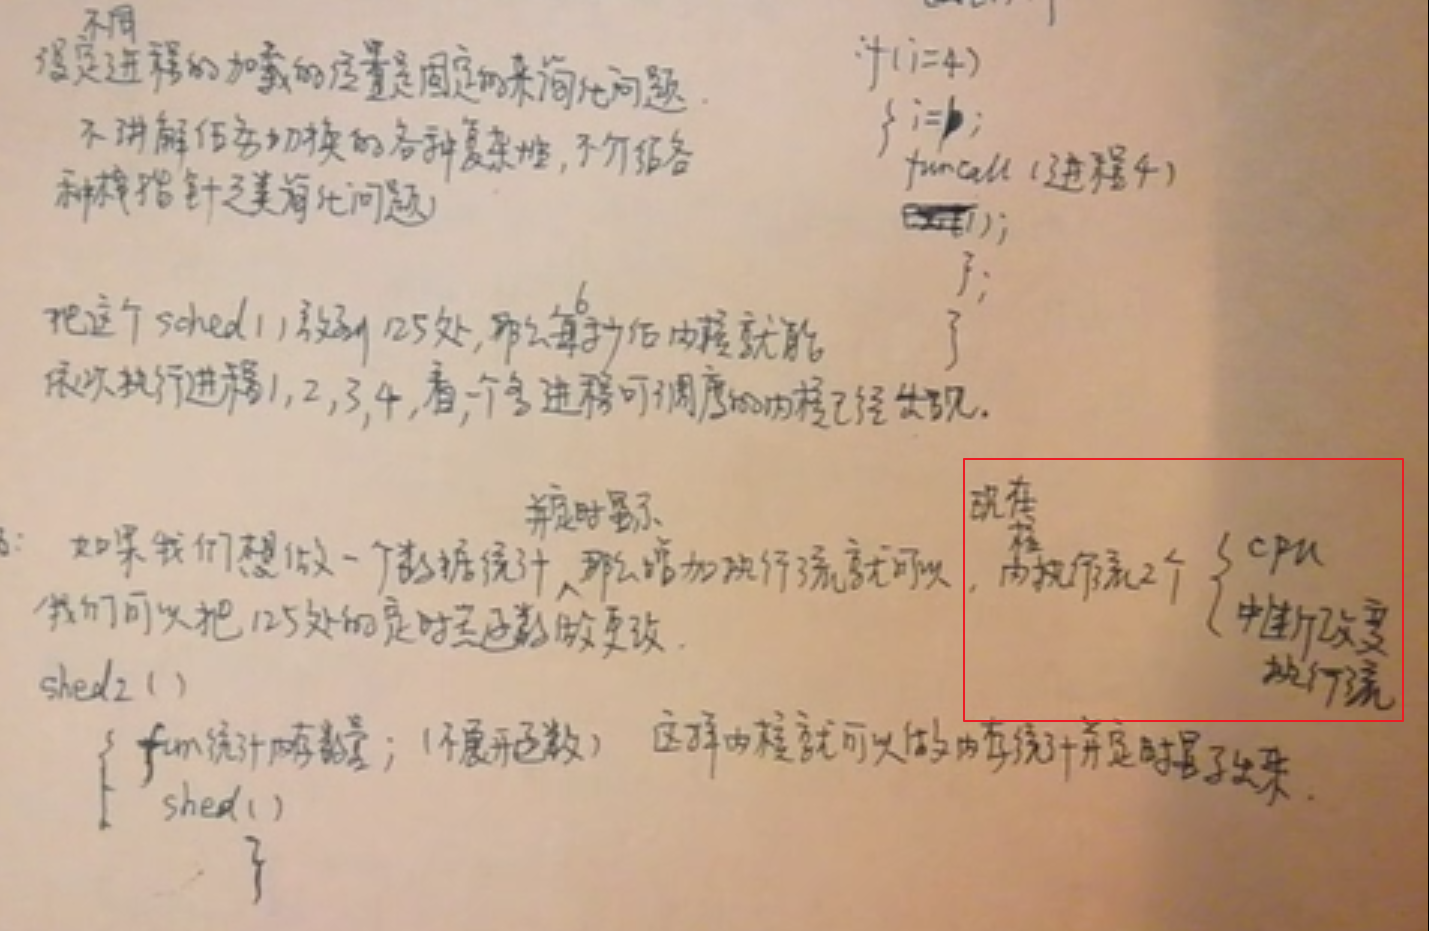 不同
设定进程的加载的位置是固定的来简化问题.
不讲解任务切换的各种复杂性,不介绍各
种栈指针之类简化问题
if(i=4)
{ i=
funcall(进程4)
();
};
}
6
把这个sched()放到125处,那么每秒后内核就能
依次执行进程1,2,3,4,看,一个多进程可调度的内核已经出现.
并定时显示
现在
核
如果我们想做一个数据统计,那么增加执行流就可以,内执行流2个 { cpu
中断改变
执行流
我们可以把125处的定时器函数做更改.
shed2()
{ fun统计内存数量;(不展开函数) 这样内核就可以做内存统计并定时显示出来.
shed()
}